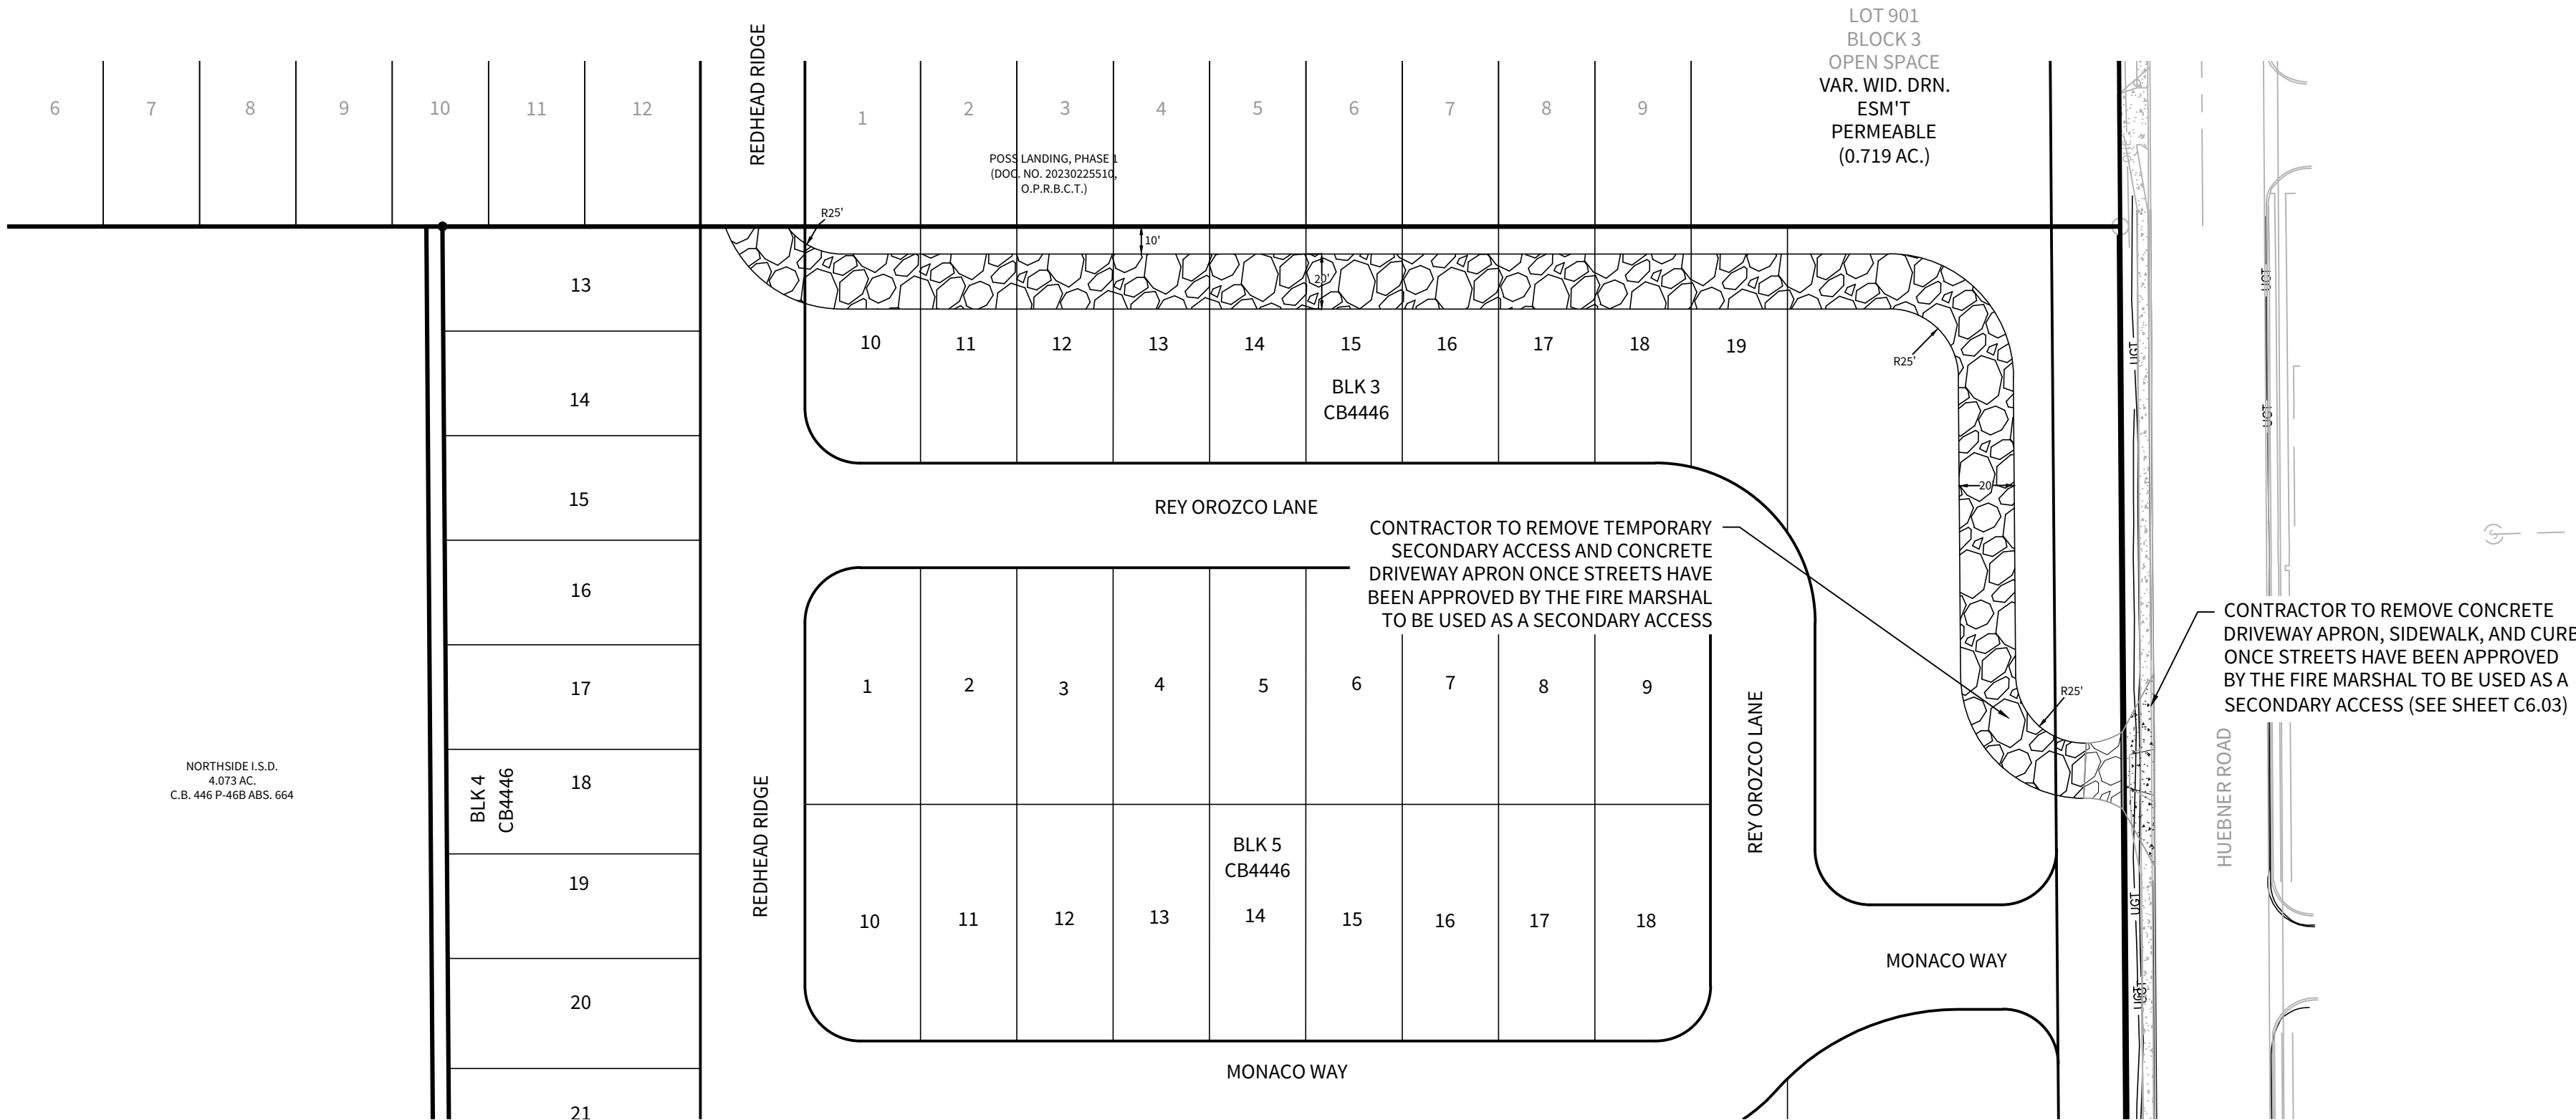 LOT 901
BLOCK 3
OPEN SPACE
VAR. WID. DRN.
ESM'T
PERMEABLE
(0.719 AC.)
REDHEAD RIDGE
6
7
8
9
10
11
12
1
2
3
4
5
6
7
8
9
POSS LANDING, PHASE 1
(DOC. NO. 20230225510,
O.P.R.B.C.T.)
R25'
10'
20'
13
14
15
16
17
18
19
20
21
BLK 4
CB4446
10
11
12
13
14
15
16
17
18
19
BLK 3
CB4446
R25'
20'
REY OROZCO LANE
CONTRACTOR TO REMOVE TEMPORARY
SECONDARY ACCESS AND CONCRETE
DRIVEWAY APRON ONCE STREETS HAVE
BEEN APPROVED BY THE FIRE MARSHAL
TO BE USED AS A SECONDARY ACCESS
CONTRACTOR TO REMOVE CONCRETE
DRIVEWAY APRON, SIDEWALK, AND CURB
ONCE STREETS HAVE BEEN APPROVED
BY THE FIRE MARSHAL TO BE USED AS A
SECONDARY ACCESS (SEE SHEET C6.03)
R25'
1
2
3
4
5
6
7
8
9
REY OROZCO LANE
HUEBNER ROAD
NORTHSIDE I.S.D.
4.073 AC.
C.B. 446 P-46B ABS. 664
REDHEAD RIDGE
BLK 5
CB4446
10
11
12
13
14
15
16
17
18
MONACO WAY
MONACO WAY
UGT
UGT
UGT
UGT
UGT
S